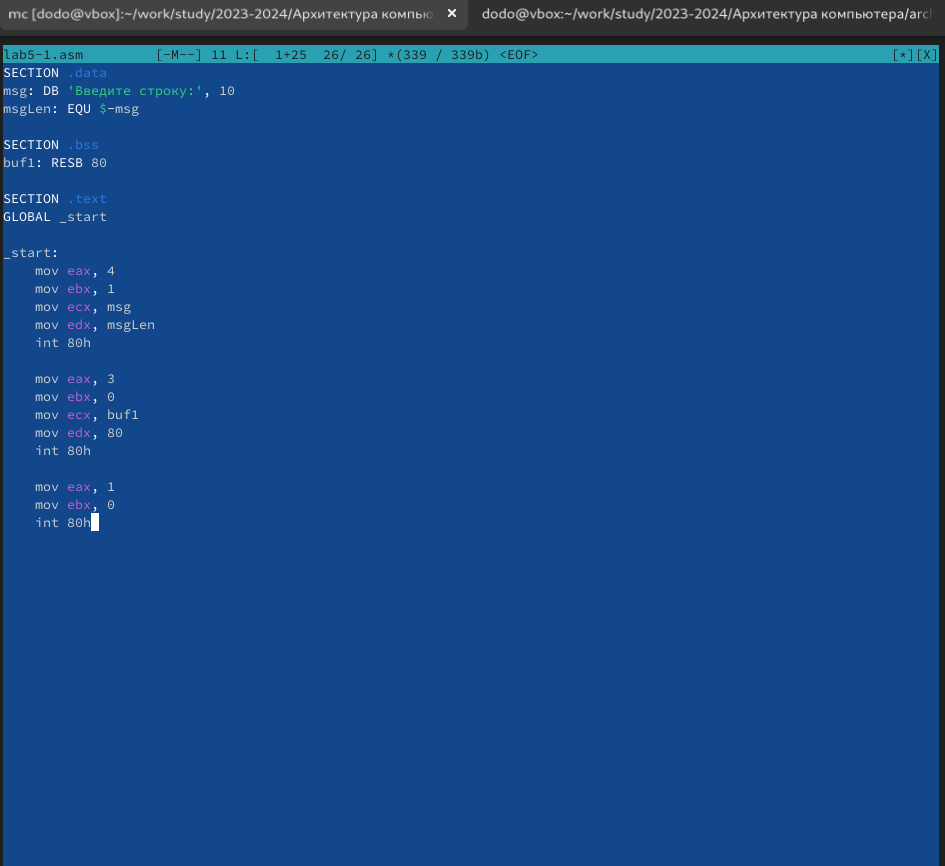 mc [dodo@vbox]:~/work/study/2023-2024/Архитектура компью × dodo@vbox:~/work/study/2023-2024/Архитектура компьютера/arc
lab5-1.asm [-M--] 11 L:[ 1+25 26/ 26] *(339 / 339b) <EOF> [*][X]
SECTION .data
msg: DB 'Введите строку:', 10
msgLen: EQU $-msg
SECTION .bss
buf1: RESB 80
SECTION .text
GLOBAL _start
_start:
mov eax, 4
mov ebx, 1
mov ecx, msg
mov edx, msgLen
int 80h
mov eax, 3
mov ebx, 0
mov ecx, buf1
mov edx, 80
int 80h
mov eax, 1
mov ebx, 0
int 80h